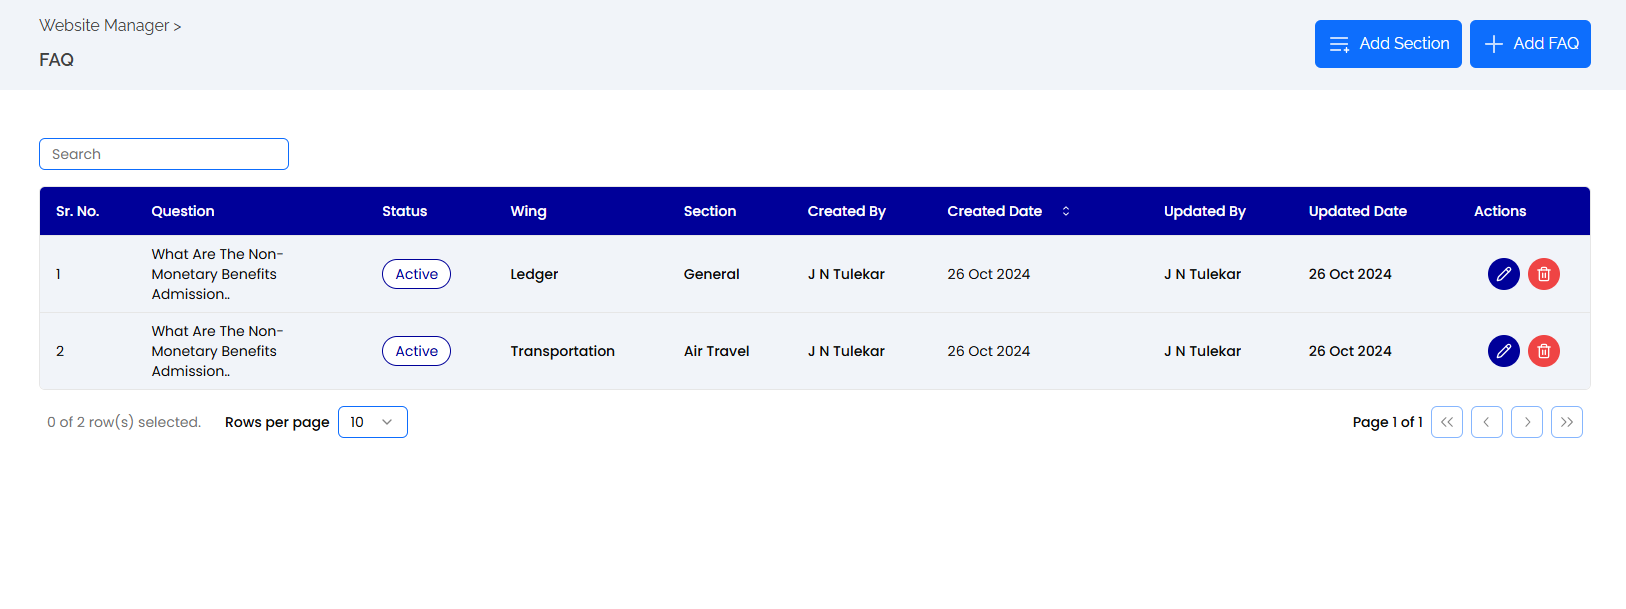 Website Manager >
FAQ
Add Section
Add FAQ
Search
Sr. No. Question Status Wing Section Created By Created Date Updated By Updated Date Actions
1 What Are The Non-
Monetary Benefits
Admission.. Active Ledger General J N Tulekar 26 Oct 2024 J N Tulekar 26 Oct 2024
2 What Are The Non-
Monetary Benefits
Admission.. Active Transportation Air Travel J N Tulekar 26 Oct 2024 J N Tulekar 26 Oct 2024
0 of 2 row(s) selected. Rows per page 10 Page 1 of 1